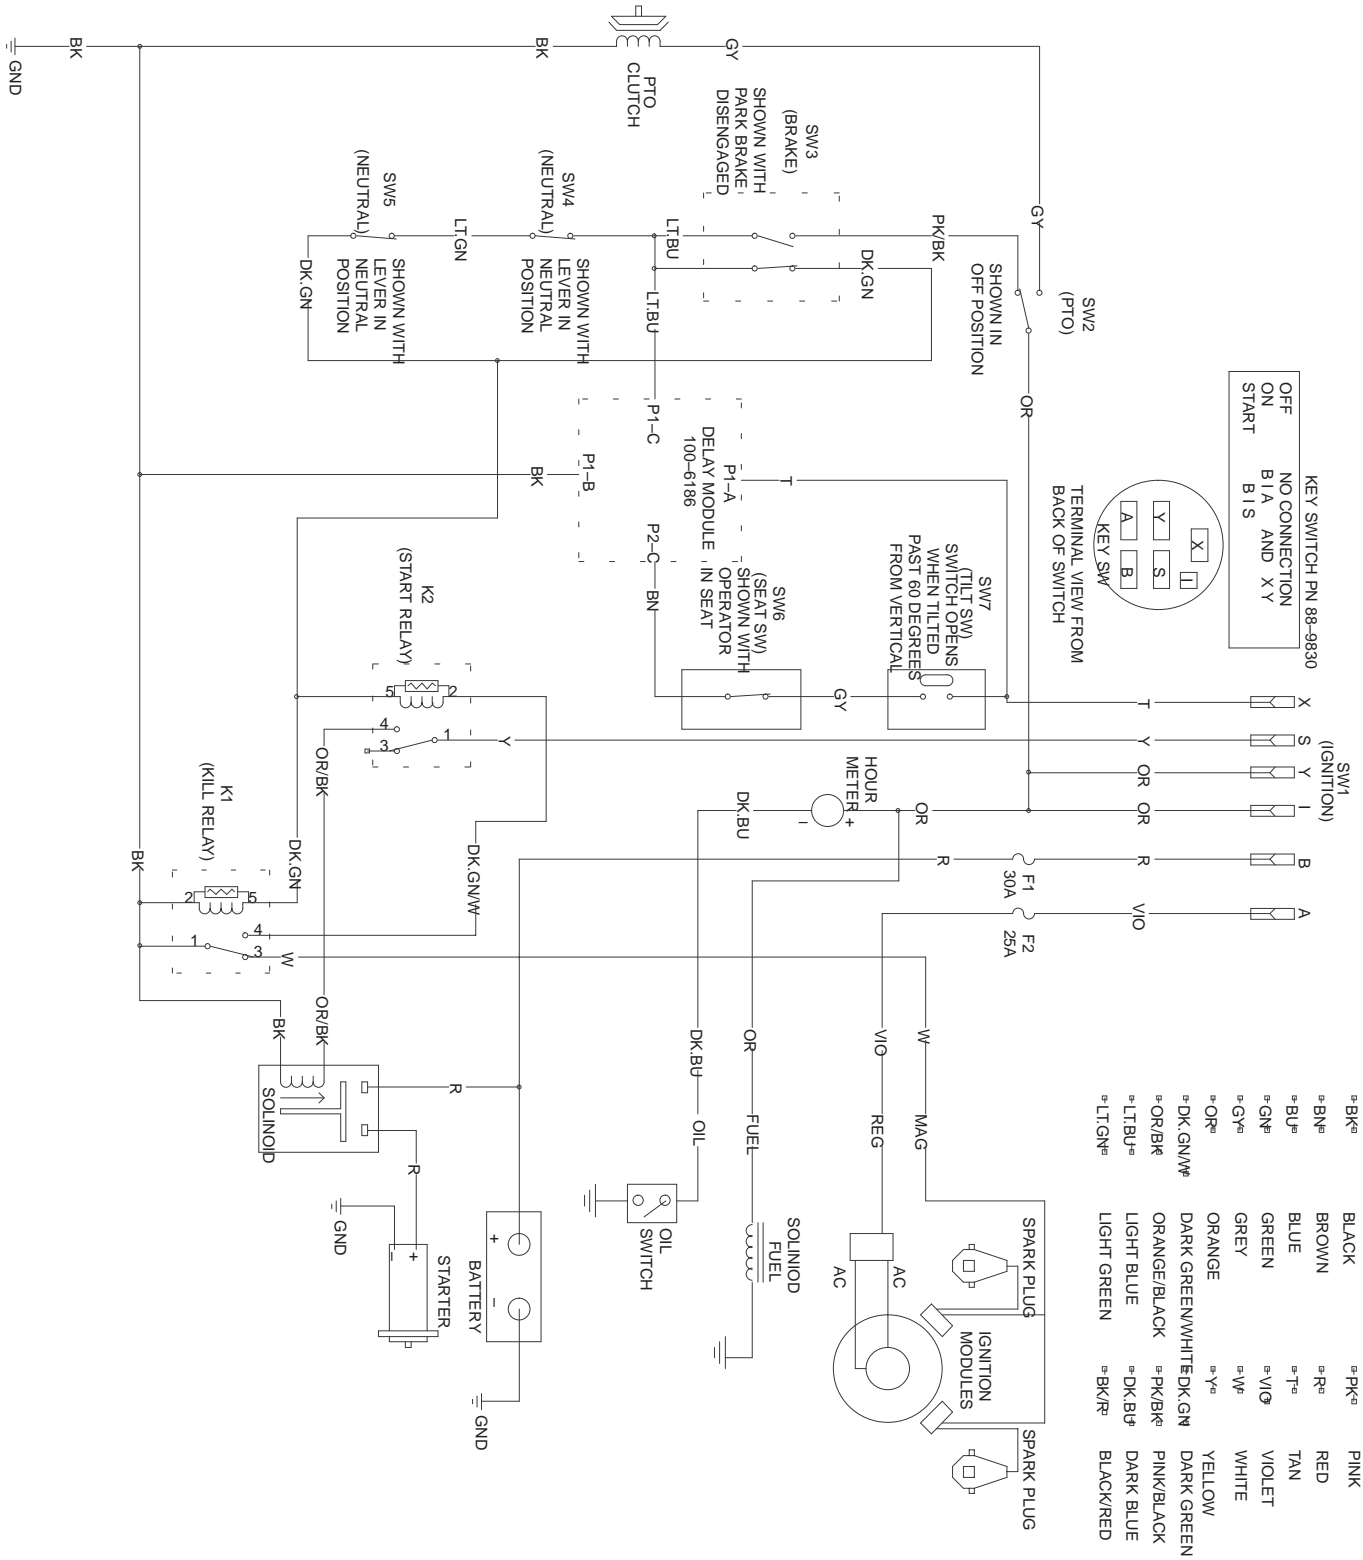 BK BLACK PK PINK
BN BROWN R RED
BU BLUE T TAN
GN GREEN VIO VIOLET
GY GREY W WHITE
OR ORANGE Y YELLOW
DK.GN/W DARK GREEN/WHITE DK.GN DARK GREEN
OR/BK ORANGE/BLACK PK/BK PINK/BLACK
LT.BU LIGHT BLUE DK.BU DARK BLUE
LT.GN LIGHT GREEN BK/R BLACK/RED
KEY SWITCH PN 88–9830
OFF NO CONNECTION
ON B I A AND X Y
START B I S
X
I
Y
S
A
B
KEY SW
TERMINAL VIEW FROM
BACK OF SWITCH
SW1
(IGNITION)
X
S
Y
I
B
A
T
Y
OR
OR
R
VIO
F1
30A
F2
25A
R
SW2
(PTO)
SHOWN IN
OFF POSITION
GY
OR
PK/BK
DK.GN
GY
PTO
CLUTCH
BK
BK
GND
SW3
(BRAKE)
SHOWN WITH
PARK BRAKE
DISENGAGED
LT.BU
LT.BU
SW4
(NEUTRAL)
SHOWN WITH
LEVER IN
NEUTRAL
POSITION
LT.GN
SW5
(NEUTRAL)
SHOWN WITH
LEVER IN
NEUTRAL
POSITION
DK.GN
P1–A
DELAY MODULE
100–6186
P1–C
P2–C
P1–B
T
BK
BN
SW7
(TILT SW)
SWITCH OPENS
WHEN TILTED
PAST 60 DEGREES
FROM VERTICAL
GY
SW6
(SEAT SW)
SHOWN WITH
OPERATOR
IN SEAT
HOUR
METER
+
–
OR
DK.BU
K2
(START RELAY)
5
2
4
3
1
Y
OR/BK
DK.GN/W
K1
(KILL RELAY)
2
5
4
1
3
DK.GN
BK
W
W
MAG
VIO
REG
OR
FUEL
DK.BU
OIL
OR/BK
BK
R
R
SOLINOID
GND
STARTER
+
–
BATTERY
+
–
GND
OIL
SWITCH
SOLINIOD
FUEL
AC
AC
SPARK PLUG
IGNITION
MODULES
SPARK PLUG